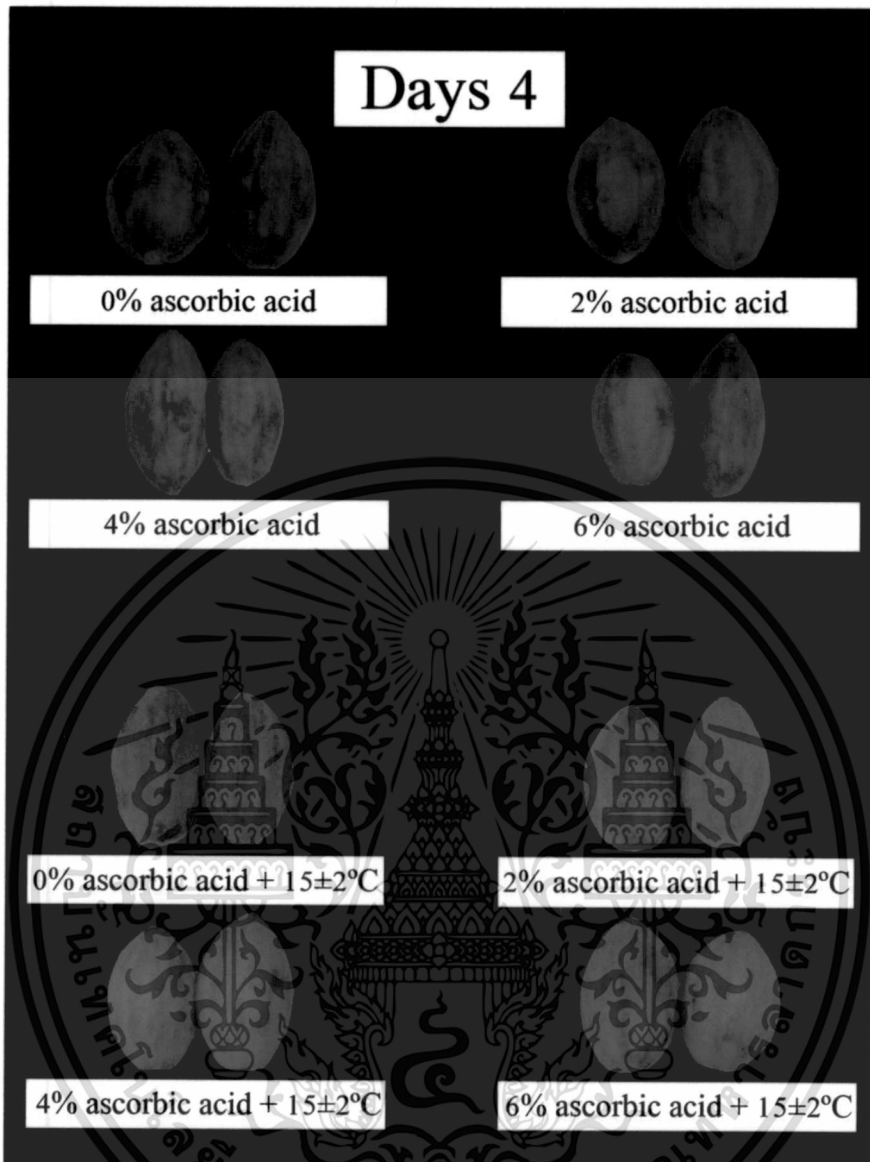 Days 4
0% ascorbic acid
2% ascorbic acid
4% ascorbic acid
6% ascorbic acid
0% ascorbic acid + 15±2ºC
2% ascorbic acid + 15±2ºC
4% ascorbic acid + 15±2ºC
6% ascorbic acid + 15±2ºC